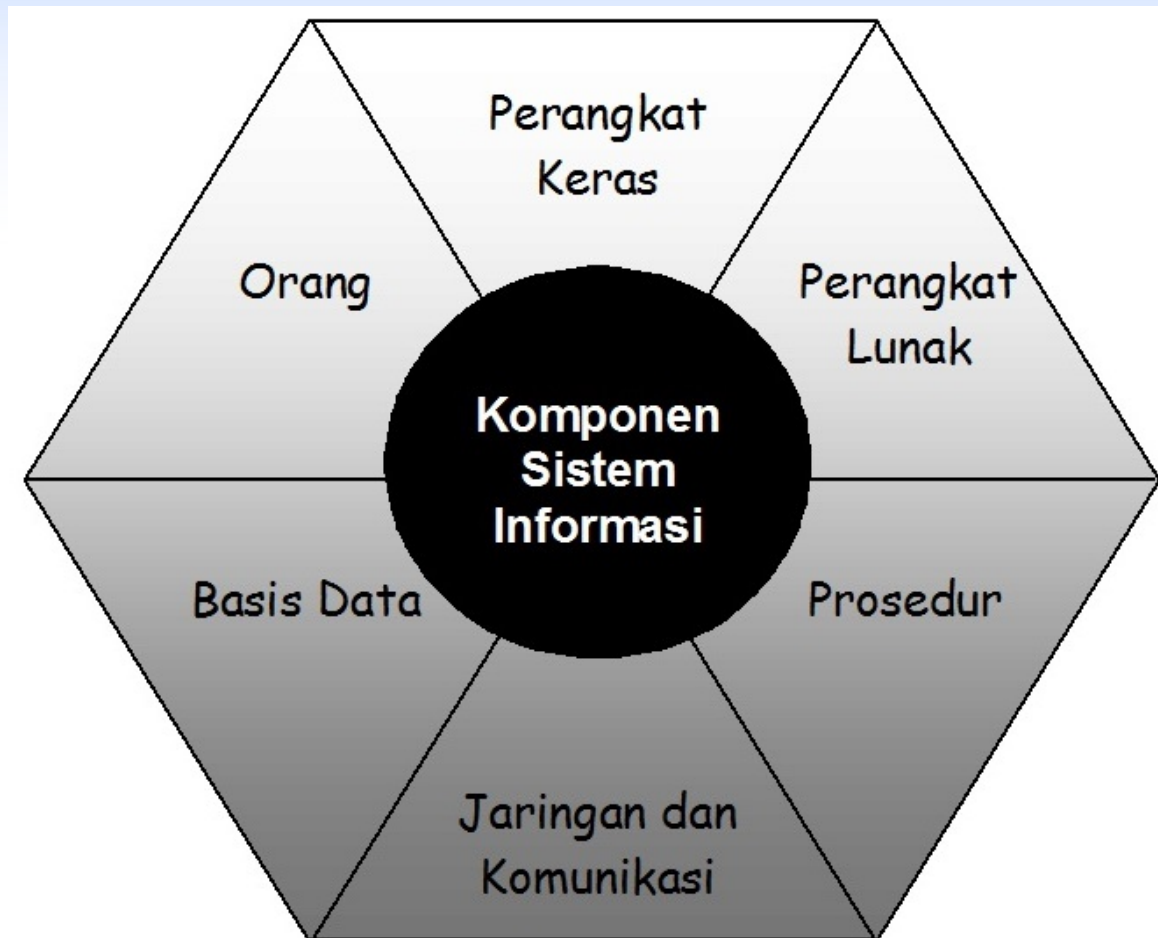 Perangkat
Keras
Orang
Perangkat
Lunak
Komponen
Sistem
Informasi
Basis Data
Prosedur
Jaringan dan
Komunikasi